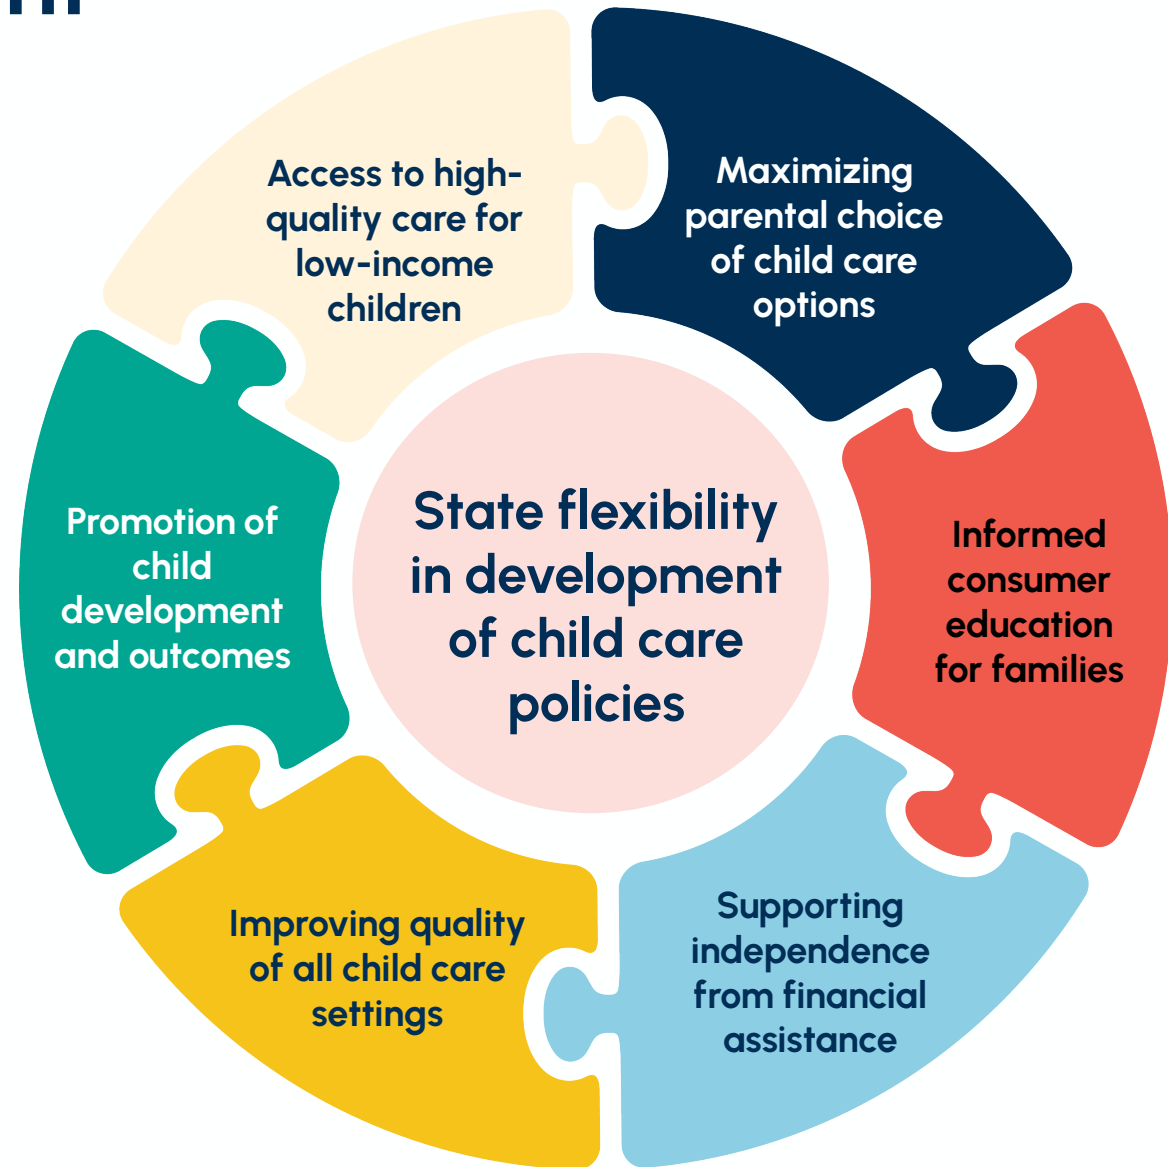 Access to high-
quality care for
low-income
children
Maximizing
parental choice
of child care
options
Informed
consumer
education
for families
Supporting
independence
from financial
assistance
Improving quality
of all child care
settings
Promotion of
child
development
and outcomes
State flexibility
in development
of child care
policies